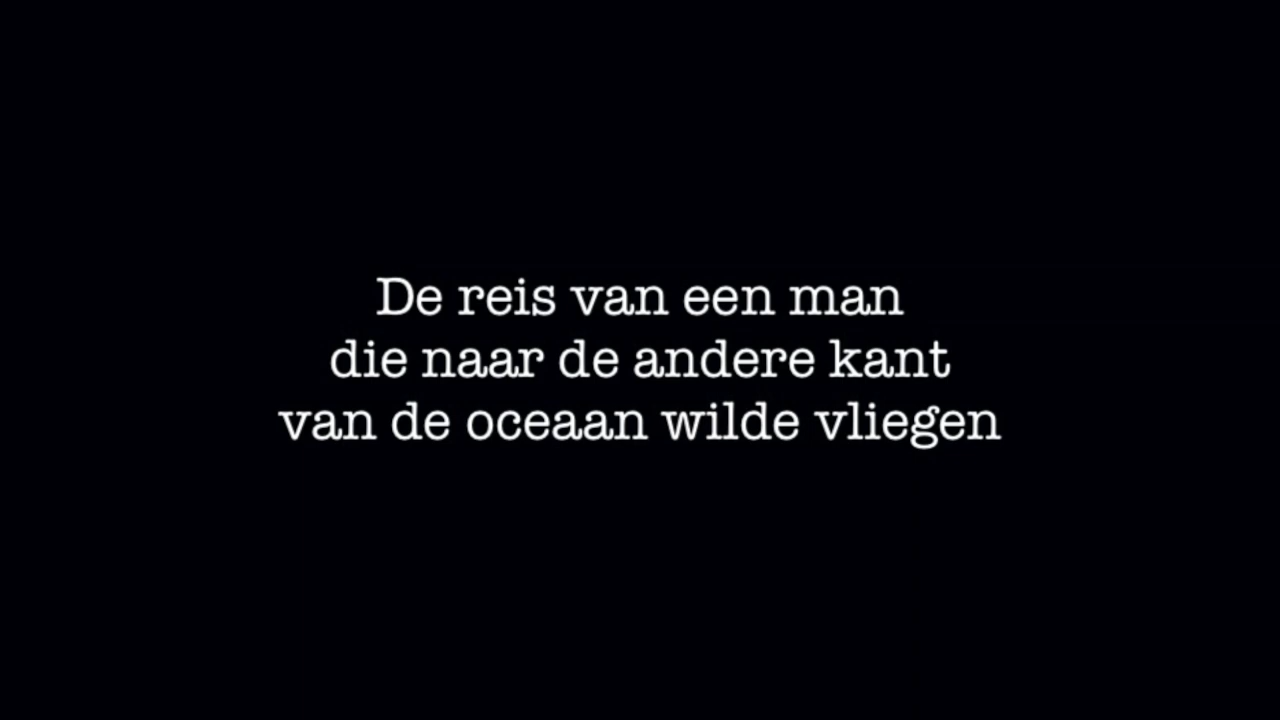 De reis van een man
die naar de andere kant
van de oceaan wilde vliegen